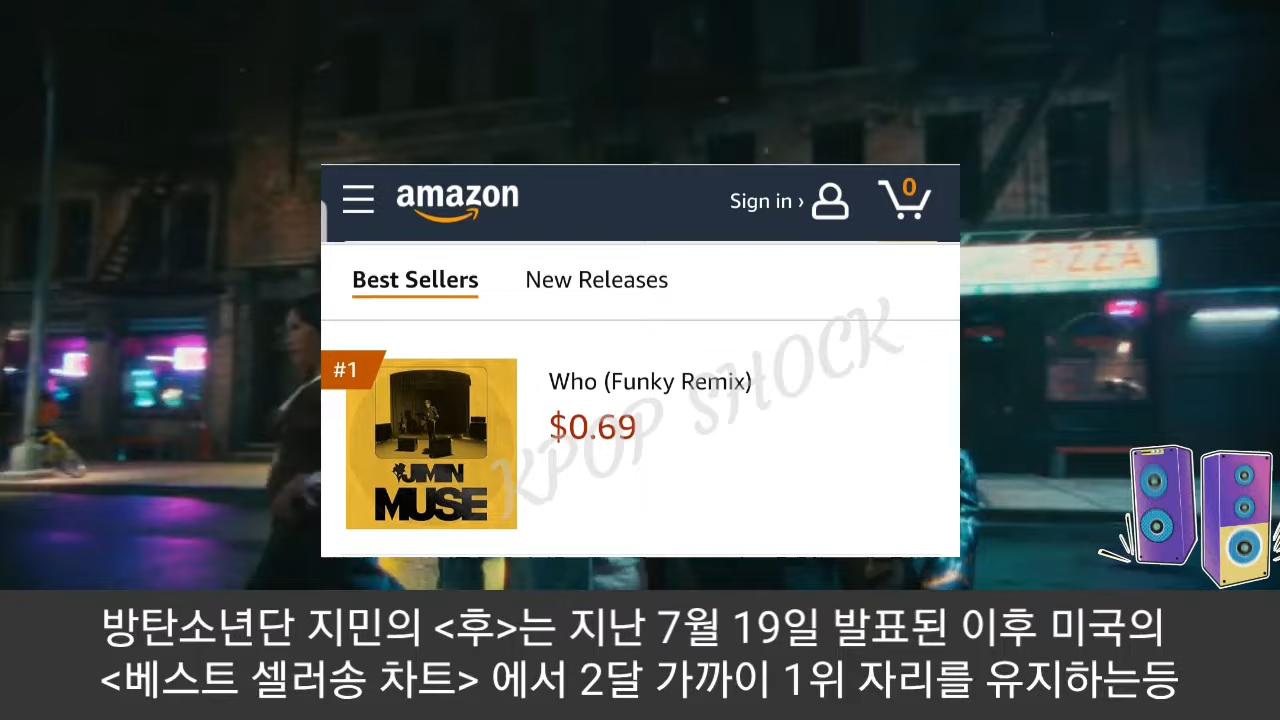 amazon
Sign in ›
0
Best Sellers
New Releases
#1
Who (Funky Remix)
$0.69
JIMIN
MUSE
KPOP SHOCK
PIZZA
방탄소년단 지민의 <후>는 지난 7월 19일 발표된 이후 미국의
<베스트 셀러송 차트> 에서 2달 가까이 1위 자리를 유지하는등